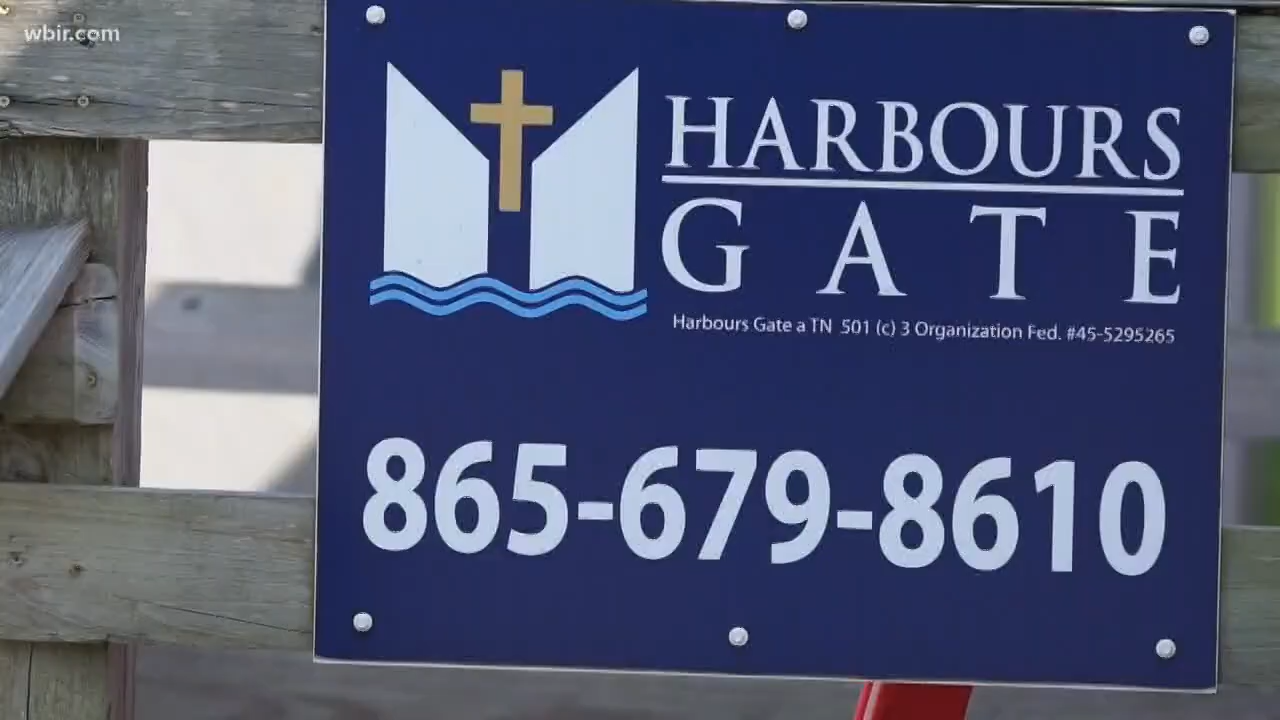 wbir.com
HARBOURS
GATE
Harbours Gate a TN 501 (c) 3 Organization Fed. #45-5295265
865-679-8610